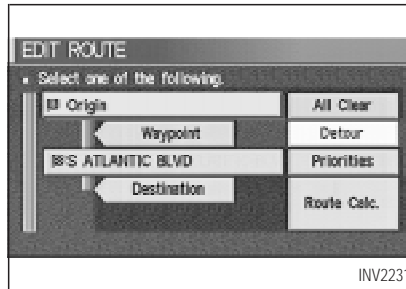 EDIT ROUTE
Select one of the following.
Origin
All Clear
Waypoint
Detour
S ATLANTIC BLVD
Priorities
Destination
Route Calc.
INV2231